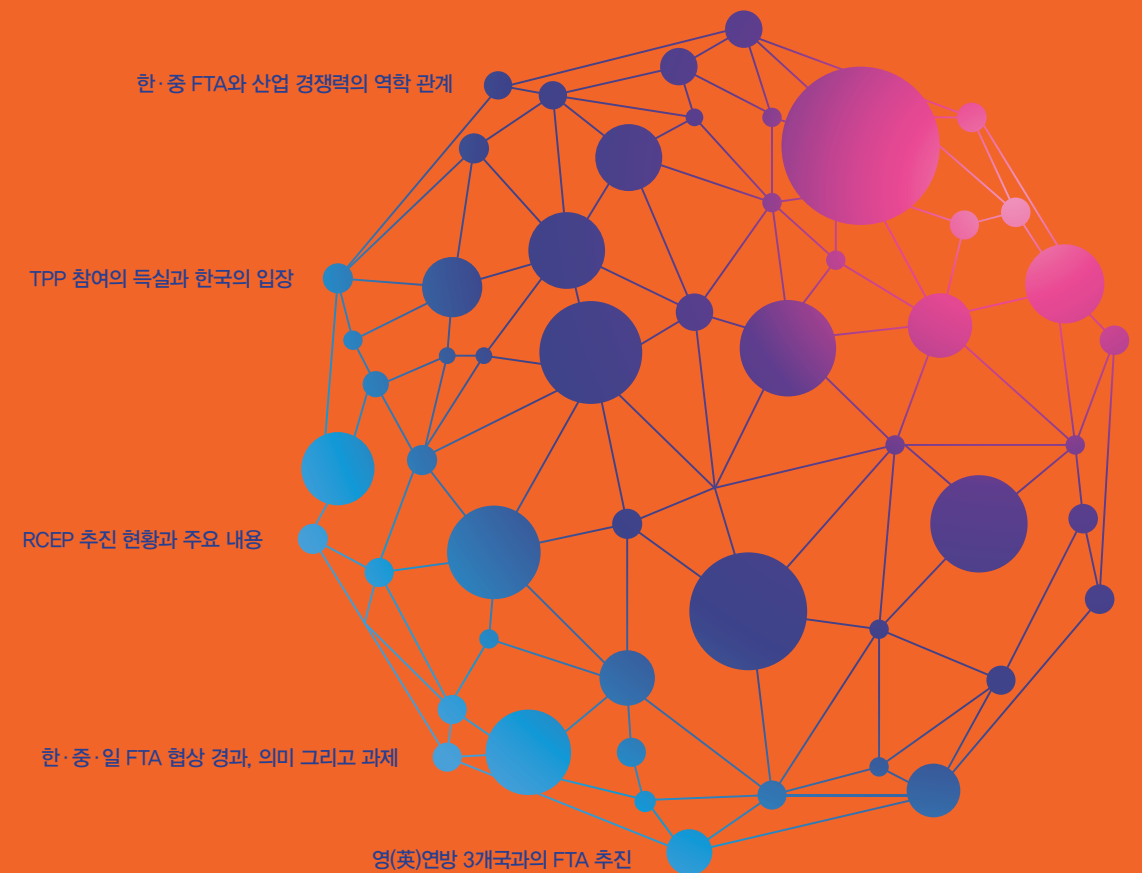 한·중 FTA와 산업 경쟁력의 역학 관계
TPP 참여의 득실과 한국의 입장
RCEP 추진 현황과 주요 내용
한·중·일 FTA 협상 경과, 의미 그리고 과제
영(英)연방 3개국과의 FTA 추진